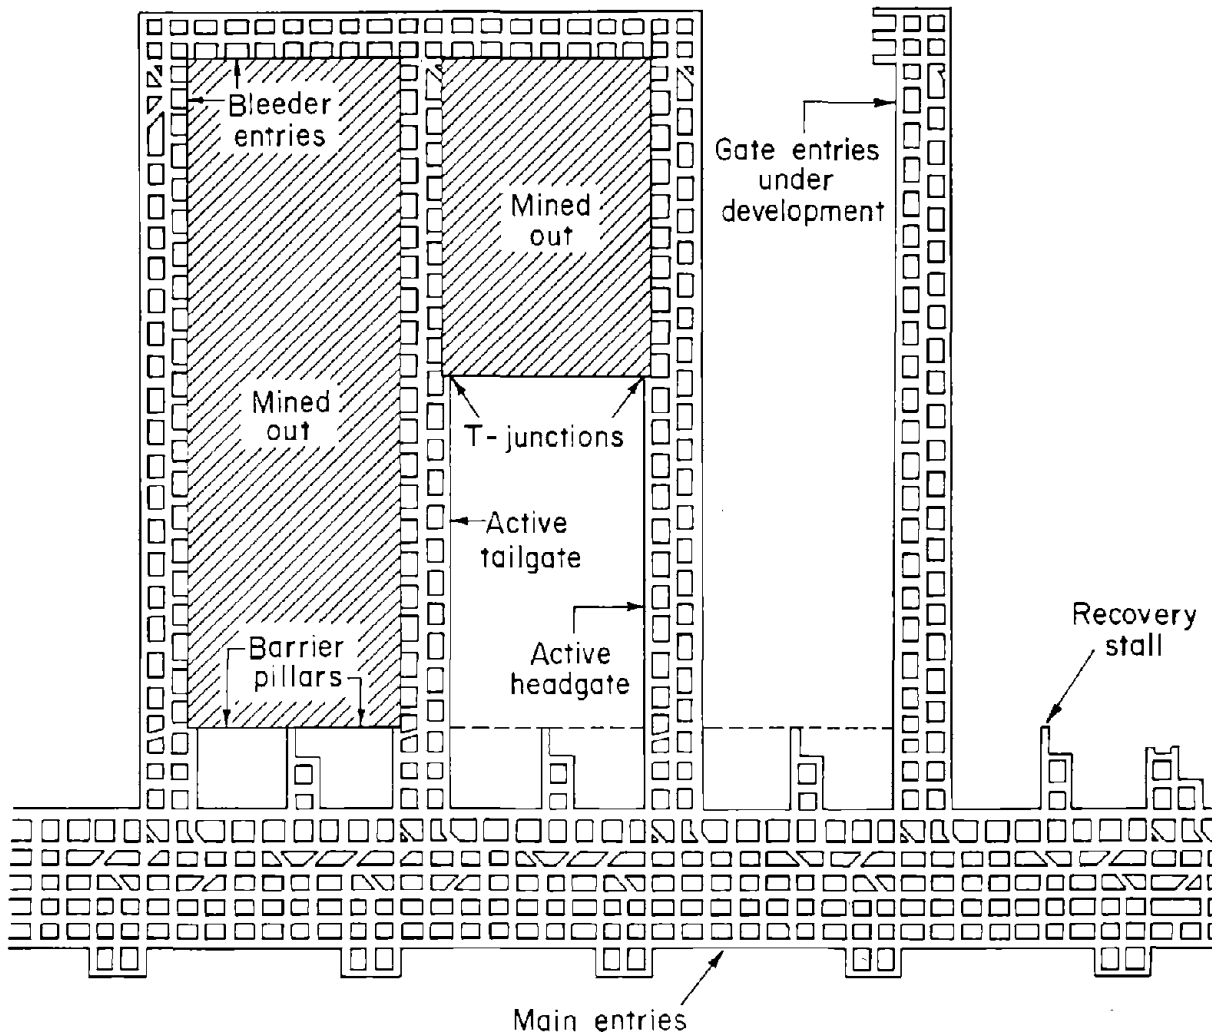 Bleeder
entries
Mined
out
Gate entries
under
development
Mined
out
T-junctions
Active
tailgate
Active
headgate
Barrier
pillars
Recovery
stall
Main entries